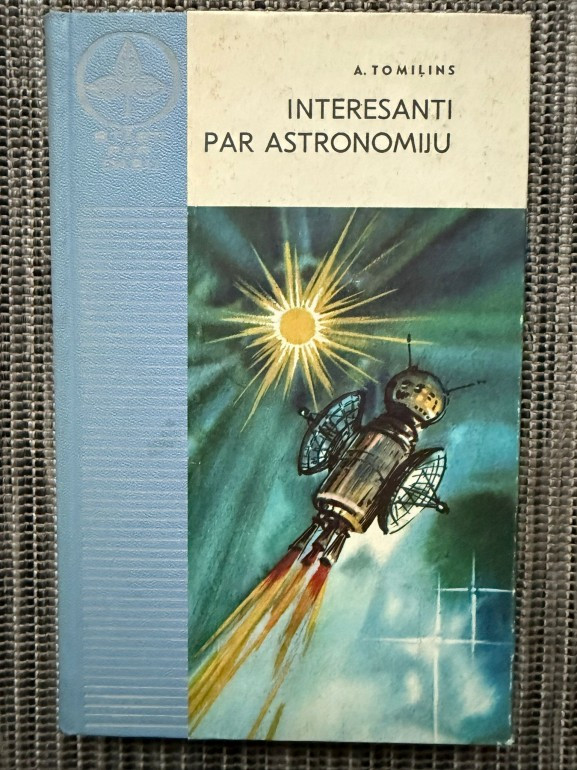 A. TOMIĻINS
INTERESANTI
PAR ASTRONOMIJU